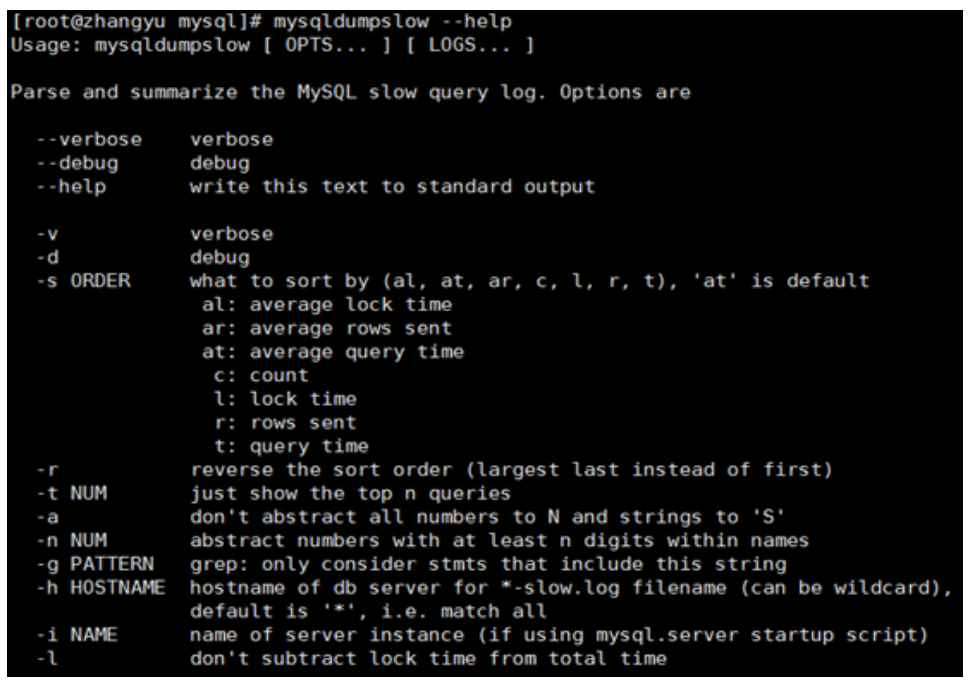 [root@zhangyu mysql]# mysqldumpslow --help
Usage: mysqldumpslow [ OPTS... ] [ LOGS... ]
Parse and summarize the MySQL slow query log. Options are
--verbose    verbose
--debug      debug
--help       write this text to standard output
-v           verbose
-d           debug
-s ORDER     what to sort by (al, at, ar, c, l, r, t), 'at' is default
al: average lock time
ar: average rows sent
at: average query time
c: count
l: lock time
r: rows sent
t: query time
-r           reverse the sort order (largest last instead of first)
-t NUM       just show the top n queries
-a           don't abstract all numbers to N and strings to 'S'
-n NUM       abstract numbers with at least n digits within names
-g PATTERN   grep: only consider stmts that include this string
-h HOSTNAME  hostname of db server for *-slow.log filename (can be wildcard),
default is '*', i.e. match all
-i NAME      name of server instance (if using mysql.server startup script)
-l           don't subtract lock time from total time